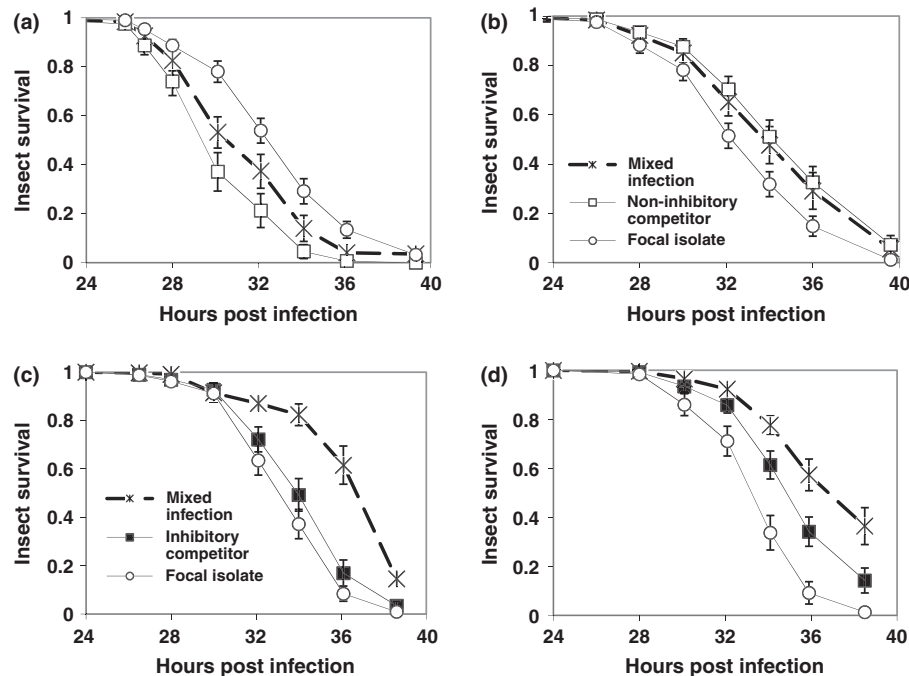 (a)
Insect survival
1
0.8
0.6
0.4
0.2
0
24
28
32
36
40
Hours post infection
(b)
Insect survival
1
0.8
0.6
0.4
0.2
0
Mixed
infection
Non-inhibitory
competitor
Focal isolate
24
28
32
36
40
Hours post infection
(c)
Insect survival
1
0.8
0.6
0.4
0.2
0
Mixed
infection
Inhibitory
competitor
Focal isolate
24
28
32
36
40
Hours post infection
(d)
Insect survival
1
0.8
0.6
0.4
0.2
0
24
28
32
36
40
Hours post infection